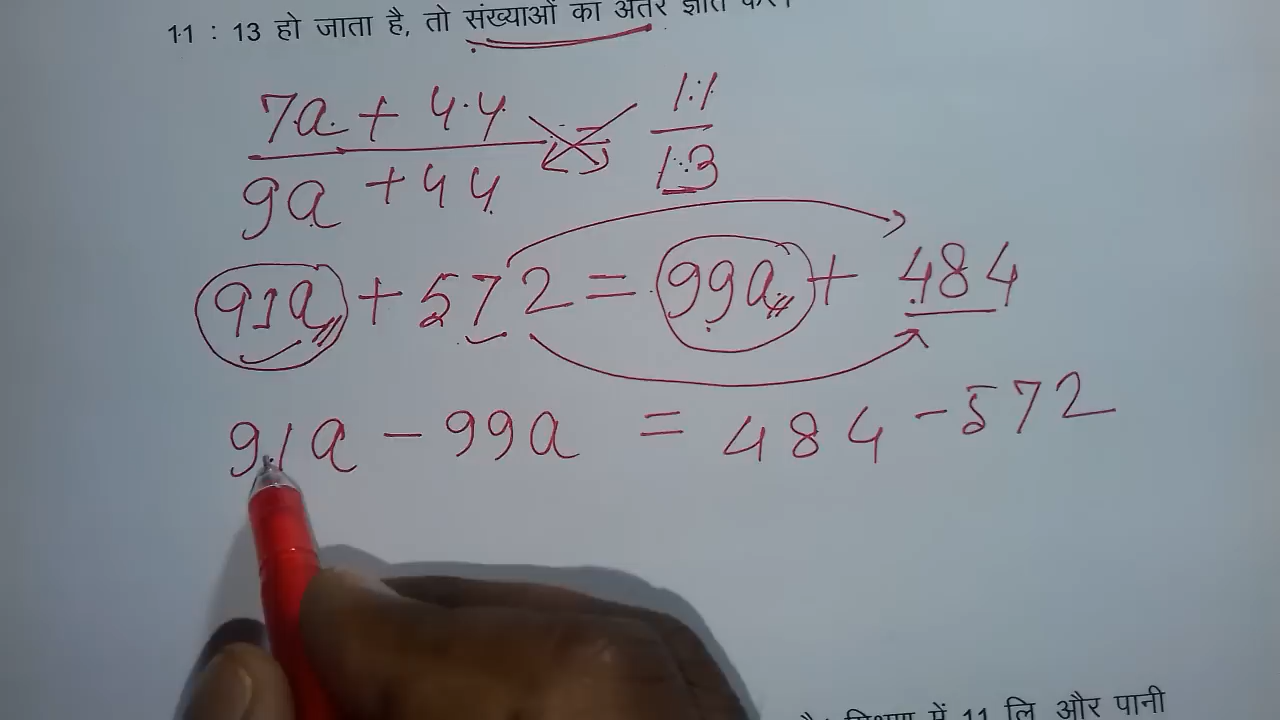 11 : 13 हो जाता है, तो संख्याओं का अंतर ज्ञात करें।
7a + 44 = 11
9a + 44 13
91a + 572 = 99a + 484
91a - 99a = 484 - 572
में 11 लि और पानी